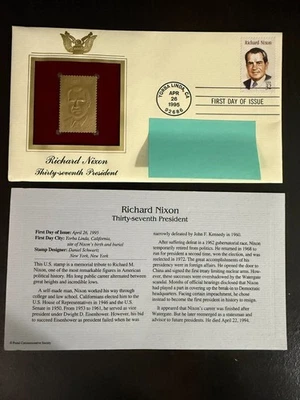 Richard Nixon
YORBA LINDA, CA
APR
26
1995
92686
FIRST DAY OF ISSUE
Richard Nixon
Thirty-seventh President
Richard Nixon
Thirty-seventh President
First Day of Issue: April 26, 1995
First Day City: Yorba Linda, California,
site of Nixon's birth and burial
Stamp Designer: Daniel Schwartz,
New York, New York
This U.S. stamp is a memorial tribute to Richard M.
Nixon, one of the most remarkable figures in American
political history. His long public career alternated between
great heights and incredible lows.
A self-made man, Nixon worked his way through
college and law school. Californians elected him to the
U.S. House of Representatives in 1946 and the U.S.
Senate in 1950. From 1953 to 1961, he served as vice
president under Dwight D. Eisenhower. However, his bid
to succeed Eisenhower as president failed when he was
narrowly defeated by John F. Kennedy in 1960.
After suffering defeat in a 1962 gubernatorial race, Nixon
temporarily retired from politics. He returned in 1968 to
run for president a second time, won the election, and was
reelected in 1972. The great accomplishments of his
presidency were in foreign affairs. He opened the door to
China and signed the first treaty limiting nuclear arms. How-
ever, these successes were overshadowed by the Watergate
scandal. Months of official hearings disclosed that Nixon
had played a part in covering up the break-in to Democratic
headquarters. Facing certain impeachment, he chose
instead to become the first president in history to resign.
It appeared that Nixon's career was finished after
Watergate. But he later reemerged as a statesman and
advisor to future presidents. He died April 22, 1994.